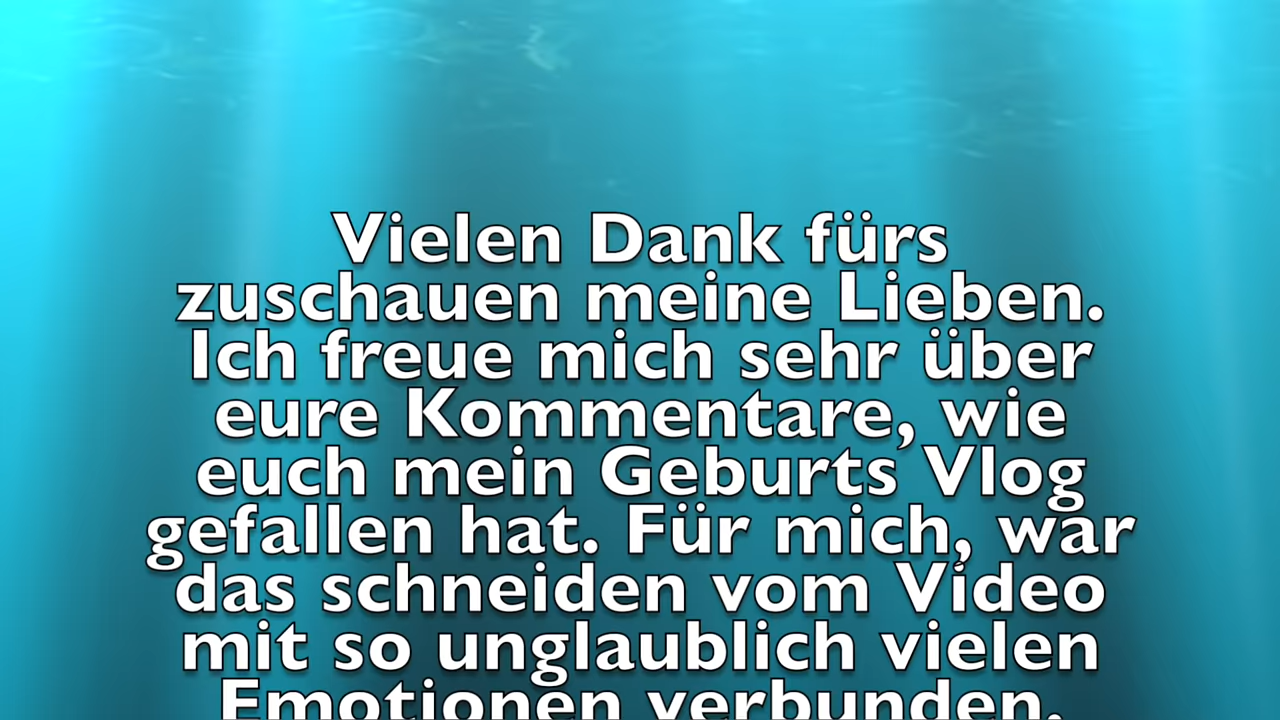 Vielen Dank fürs
zuschauen meine Lieben.
Ich freue mich sehr über
eure Kommentare, wie
euch mein Geburts Vlog
gefallen hat. Für mich, war
das schneiden vom Video
mit so unglaublich vielen
Emotionen verbunden.